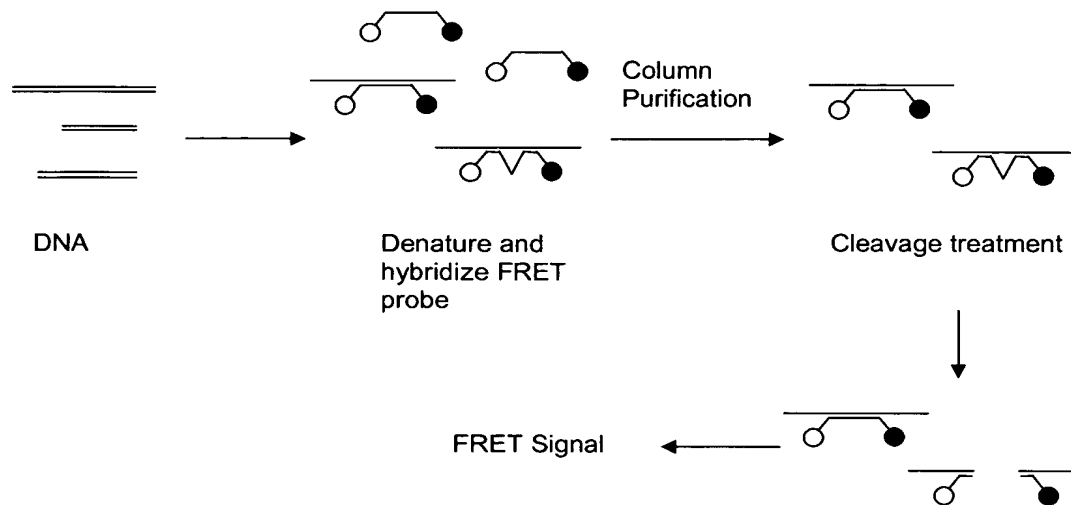 Column
Purification
DNA
Denature and
hybridize FRET
probe
Cleavage treatment
FRET Signal